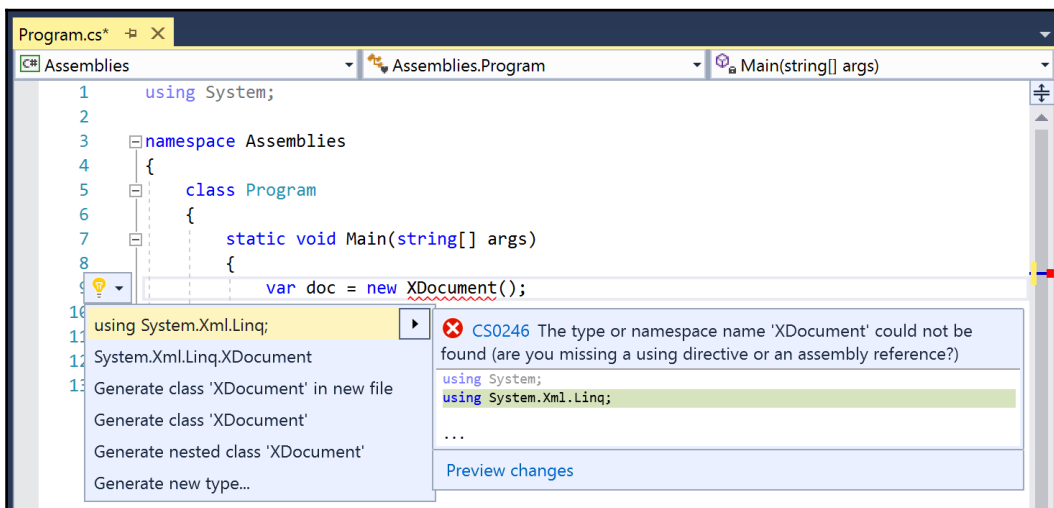 Program.cs*
C# Assemblies Assemblies.Program Main(string[] args)
1 using System;
2
3 namespace Assemblies
4 {
5 class Program
6 {
7 static void Main(string[] args)
8 {
var doc = new XDocument();
10
11
12
13
using System.Xml.Linq;
System.Xml.Linq.XDocument
Generate class 'XDocument' in new file
Generate class 'XDocument'
Generate nested class 'XDocument'
Generate new type...
CS0246 The type or namespace name 'XDocument' could not be
found (are you missing a using directive or an assembly reference?)
using System;
using System.Xml.Linq;
...
Preview changes